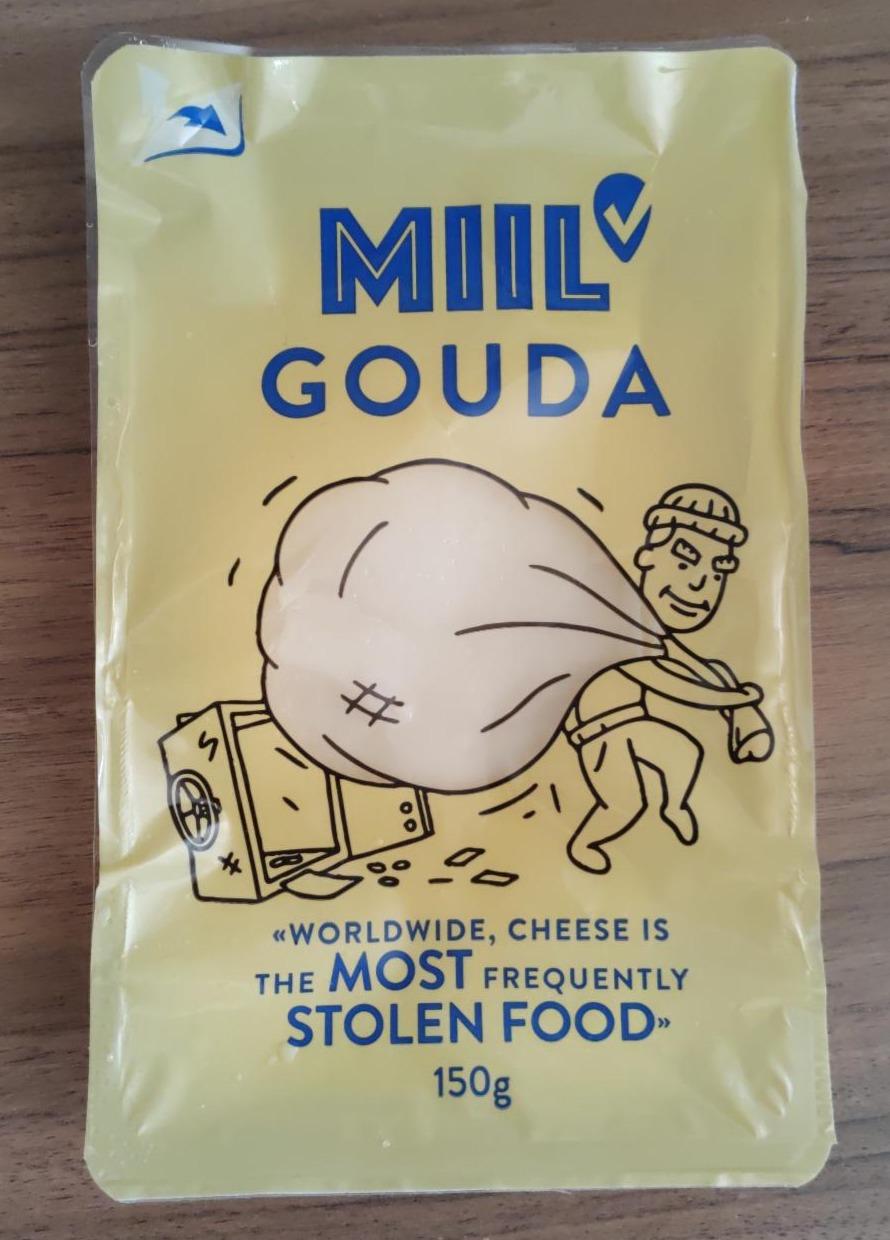 MIIL
GOUDA
«WORLDWIDE, CHEESE IS
THE MOST FREQUENTLY
STOLEN FOOD»
150g